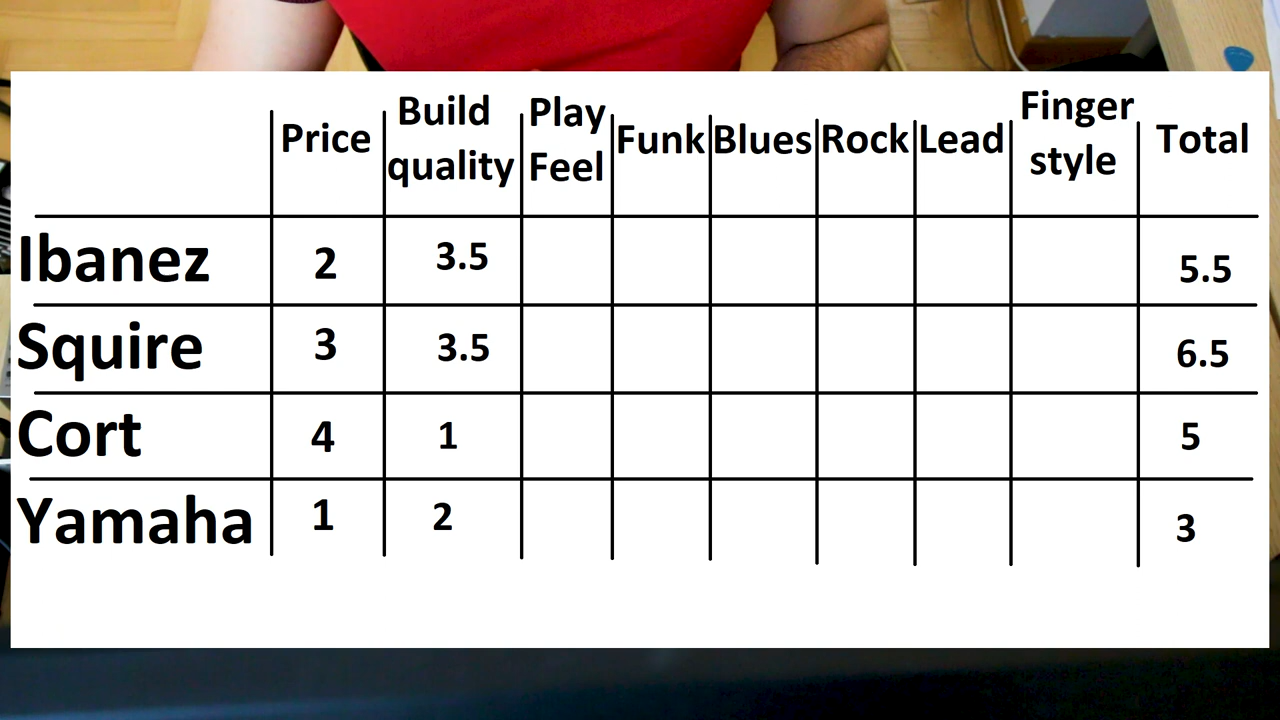 Price Build quality Play Feel Funk Blues Rock Lead Finger style Total
Ibanez 2 3.5 5.5
Squire 3 3.5 6.5
Cort 4 1 5
Yamaha 1 2 3